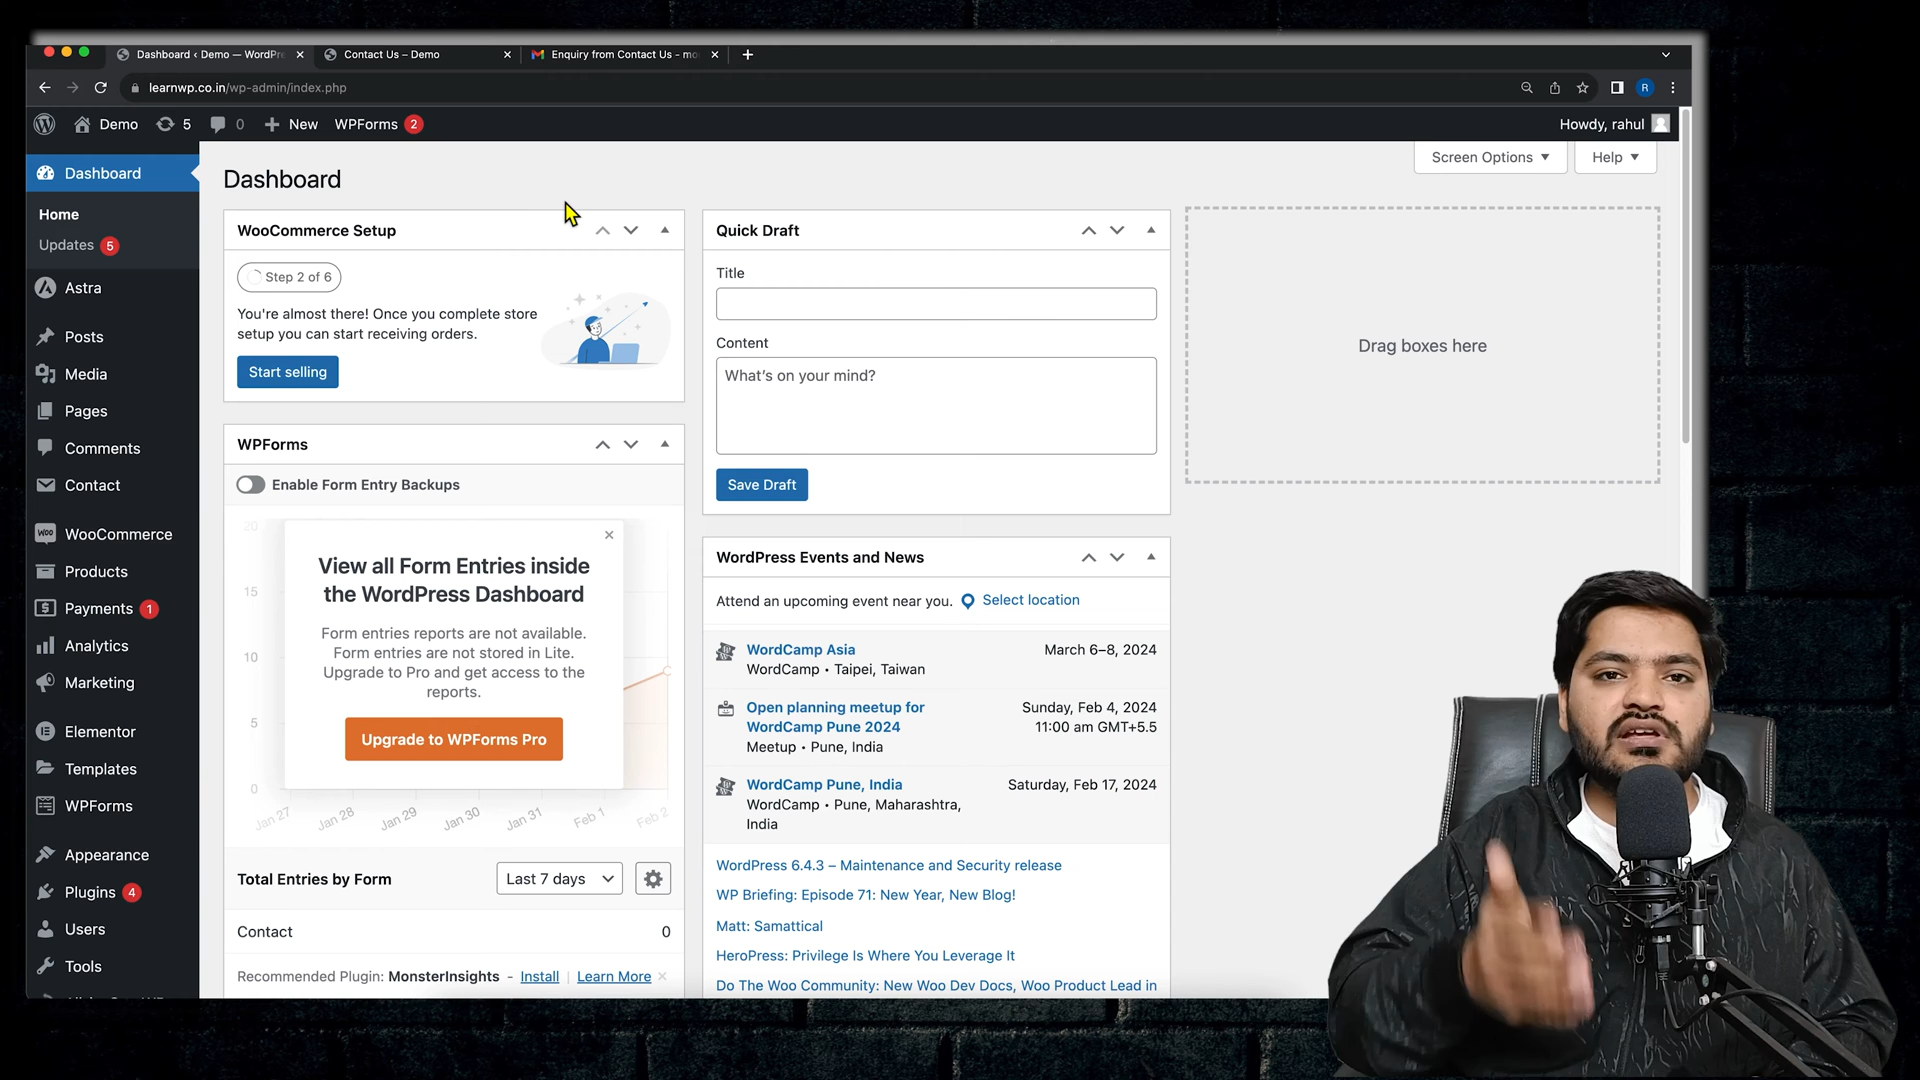 Dashboard ‹ Demo — WordPre
Contact Us – Demo
Enquiry from Contact Us - mo
learnwp.co.in/wp-admin/index.php
R
Demo
5
0
New
WPForms 2
Howdy, rahul
Dashboard
Home
Updates 5
Astra
Posts
Media
Pages
Comments
Contact
WooCommerce
Products
Payments 1
Analytics
Marketing
Elementor
Templates
WPForms
Appearance
Plugins 4
Users
Tools
Dashboard
Screen Options
Help
WooCommerce Setup
Step 2 of 6
You're almost there! Once you complete store
setup you can start receiving orders.
Start selling
WPForms
Enable Form Entry Backups
20
15
10
5
0
View all Form Entries inside
the WordPress Dashboard
Form entries reports are not available.
Form entries are not stored in Lite.
Upgrade to Pro and get access to the
reports.
Upgrade to WPForms Pro
Jan 27
Jan 28
Jan 29
Jan 30
Jan 31
Feb 1
Feb 2
Total Entries by Form
Last 7 days
Contact
0
Recommended Plugin: MonsterInsights - Install | Learn More
Quick Draft
Title
Content
What's on your mind?
Save Draft
WordPress Events and News
Attend an upcoming event near you. Select location
WordCamp Asia
March 6–8, 2024
WordCamp • Taipei, Taiwan
Open planning meetup for
WordCamp Pune 2024
Sunday, Feb 4, 2024
11:00 am GMT+5.5
Meetup • Pune, India
WordCamp Pune, India
Saturday, Feb 17, 2024
WordCamp • Pune, Maharashtra,
India
WordPress 6.4.3 – Maintenance and Security release
WP Briefing: Episode 71: New Year, New Blog!
Matt: Samattical
HeroPress: Privilege Is Where You Leverage It
Do The Woo Community: New Woo Dev Docs, Woo Product Lead in
Drag boxes here